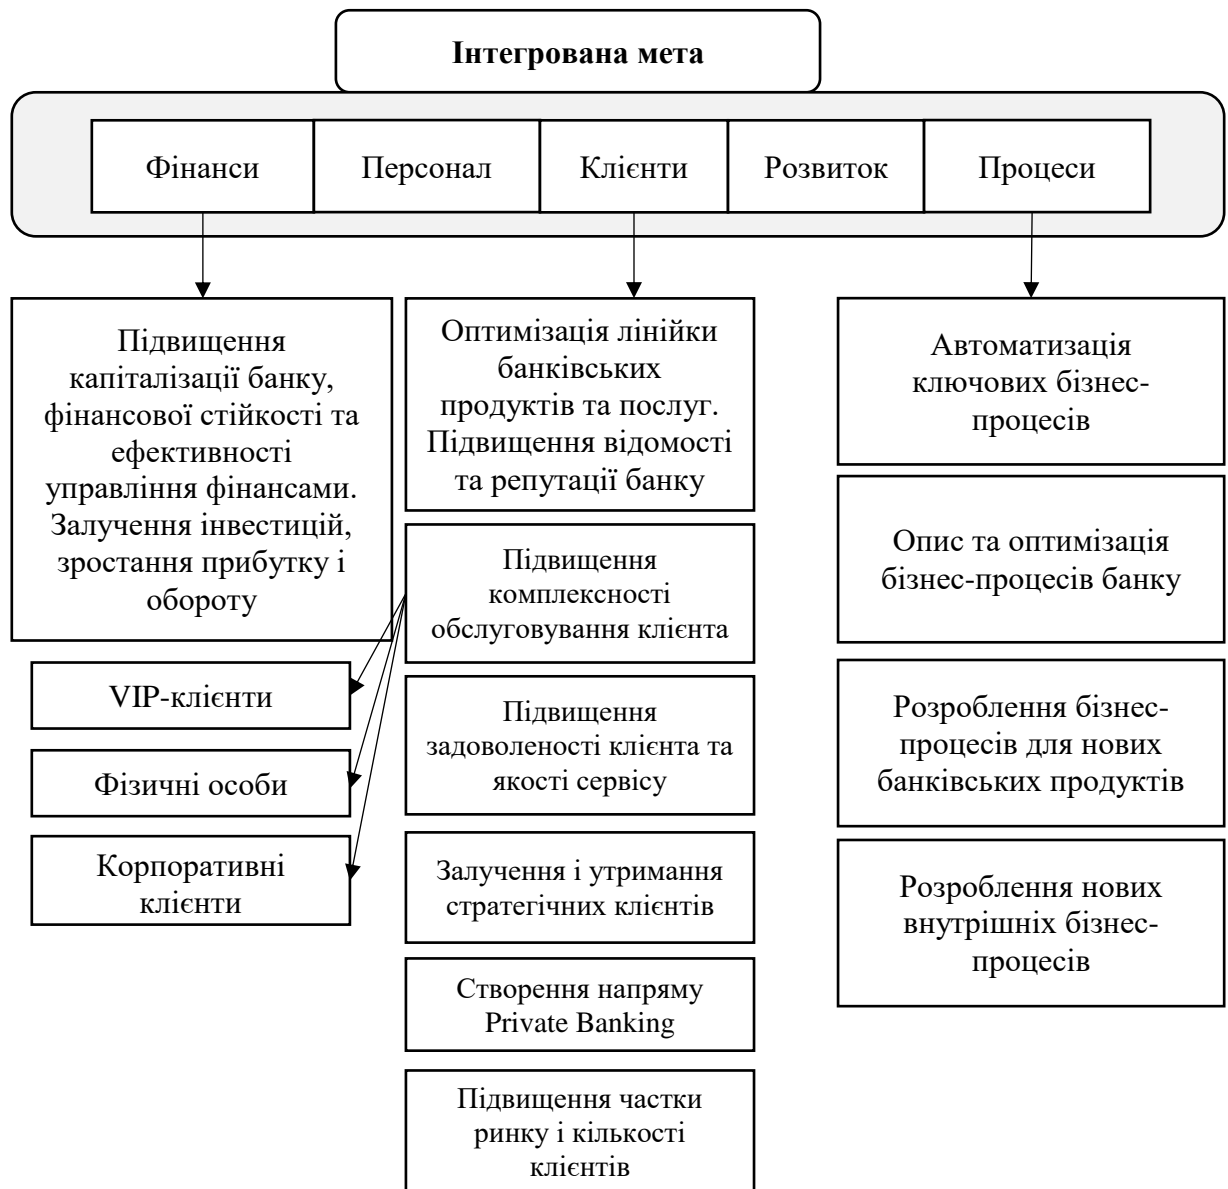 Інтегрована мета
Фінанси
Персонал
Клієнти
Розвиток
Процеси
Підвищення
капіталізації банку,
фінансової стійкості та
ефективності
управління фінансами.
Залучення інвестицій,
зростання прибутку і
обороту
VIP-клієнти
Фізичні особи
Корпоративні
клієнти
Оптимізація лінійки
банківських
продуктів та послуг.
Підвищення відомості
та репутації банку
Підвищення
комплексності
обслуговування клієнта
Підвищення
задоволеності клієнта та
якості сервісу
Залучення і утримання
стратегічних клієнтів
Створення напряму
Private Banking
Підвищення частки
ринку і кількості
клієнтів
Автоматизація
ключових бізнес-
процесів
Опис та оптимізація
бізнес-процесів банку
Розроблення бізнес-
процесів для нових
банківських продуктів
Розроблення нових
внутрішніх бізнес-
процесів